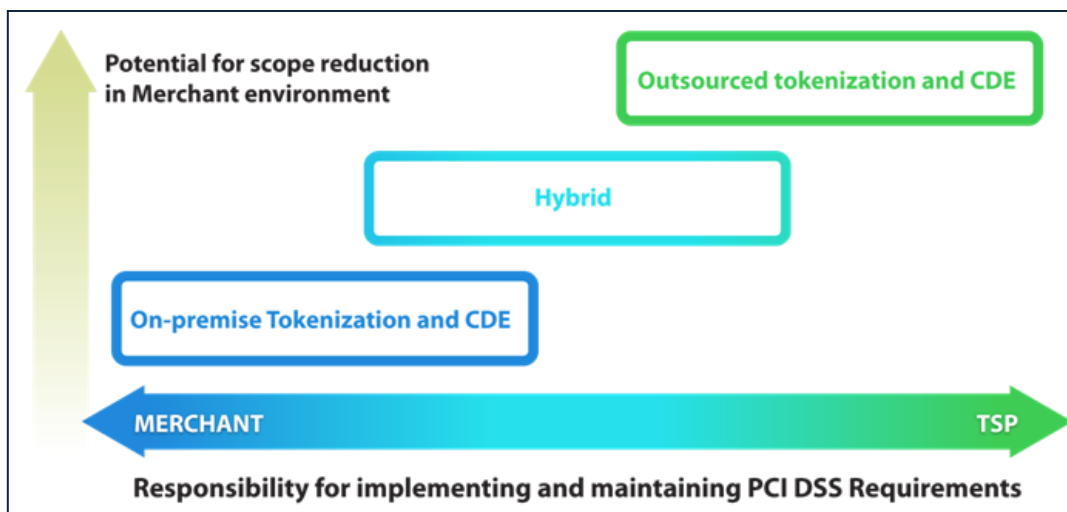 Potential for scope reduction
in Merchant environment
Outsourced tokenization and CDE
Hybrid
On-premise Tokenization and CDE
MERCHANT
TSP
Responsibility for implementing and maintaining PCI DSS Requirements